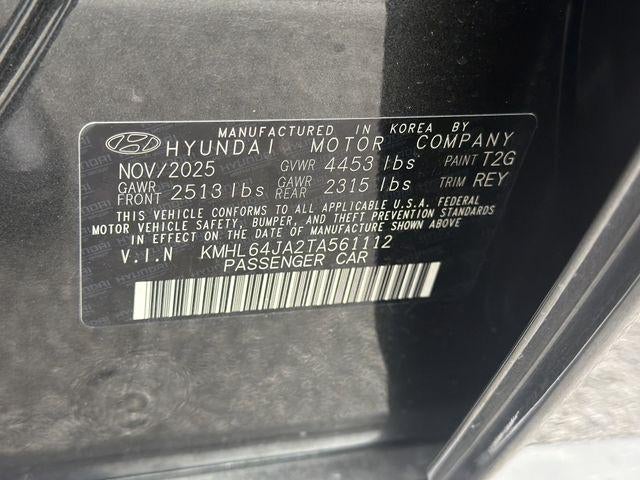 MANUFACTURED IN KOREA BY
HYUNDAI MOTOR COMPANY
NOV/2025 GVWR 4453 lbs PAINT T2G
GAWR FRONT 2513 lbs GAWR REAR 2315 lbs TRIM REY
THIS VEHICLE CONFORMS TO ALL APPLICABLE U.S.A. FEDERAL
MOTOR VEHICLE SAFETY, BUMPER, AND THEFT PREVENTION STANDARDS
IN EFFECT ON THE DATE OF MANUFACTURE SHOWN ABOVE
V.I.N KMHL64JA2TA561112
PASSENGER CAR